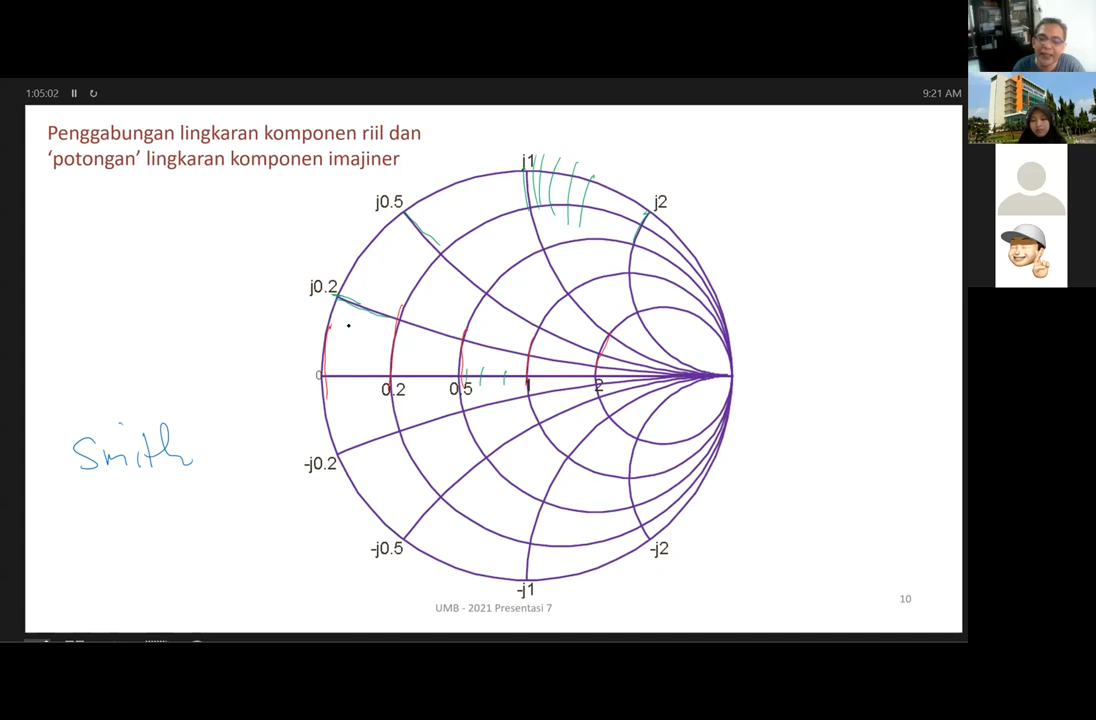 1:05:02
9:21 AM
Penggabungan lingkaran komponen riil dan
‘potongan’ lingkaran komponen imajiner
j1
j0.5
j2
j0.2
0
0.2
0.5
1
2
Smith
-j0.2
-j0.5
-j2
-j1
UMB - 2021 Presentasi 7
10